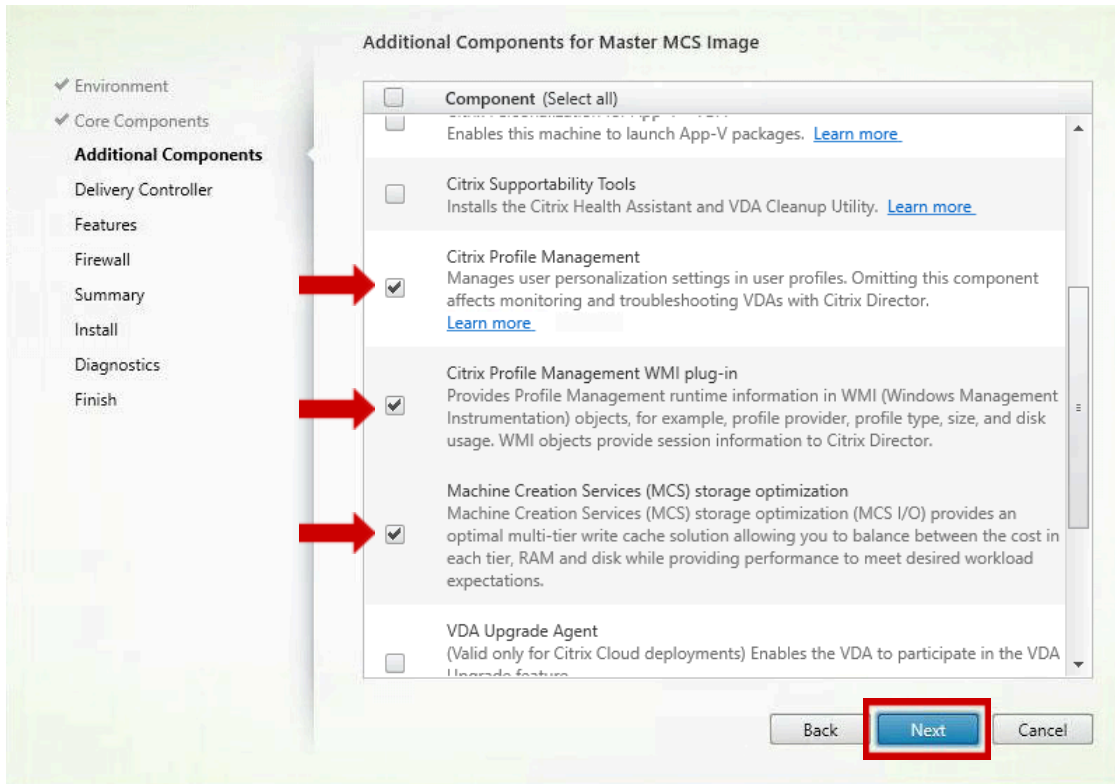 Additional Components for Master MCS Image
Environment
Core Components
Additional Components
Delivery Controller
Features
Firewall
Summary
Install
Diagnostics
Finish
Component (Select all)
Enables this machine to launch App-V packages. Learn more
Citrix Supportability Tools
Installs the Citrix Health Assistant and VDA Cleanup Utility. Learn more
Citrix Profile Management
Manages user personalization settings in user profiles. Omitting this component
affects monitoring and troubleshooting VDAs with Citrix Director.
Learn more
Citrix Profile Management WMI plug-in
Provides Profile Management runtime information in WMI (Windows Management
Instrumentation) objects, for example, profile provider, profile type, size, and disk
usage. WMI objects provide session information to Citrix Director.
Machine Creation Services (MCS) storage optimization
Machine Creation Services (MCS) storage optimization (MCS I/O) provides an
optimal multi-tier write cache solution allowing you to balance between the cost in
each tier, RAM and disk while providing performance to meet desired workload
expectations.
VDA Upgrade Agent
(Valid only for Citrix Cloud deployments) Enables the VDA to participate in the VDA
Upgrade feature
Back
Next
Cancel